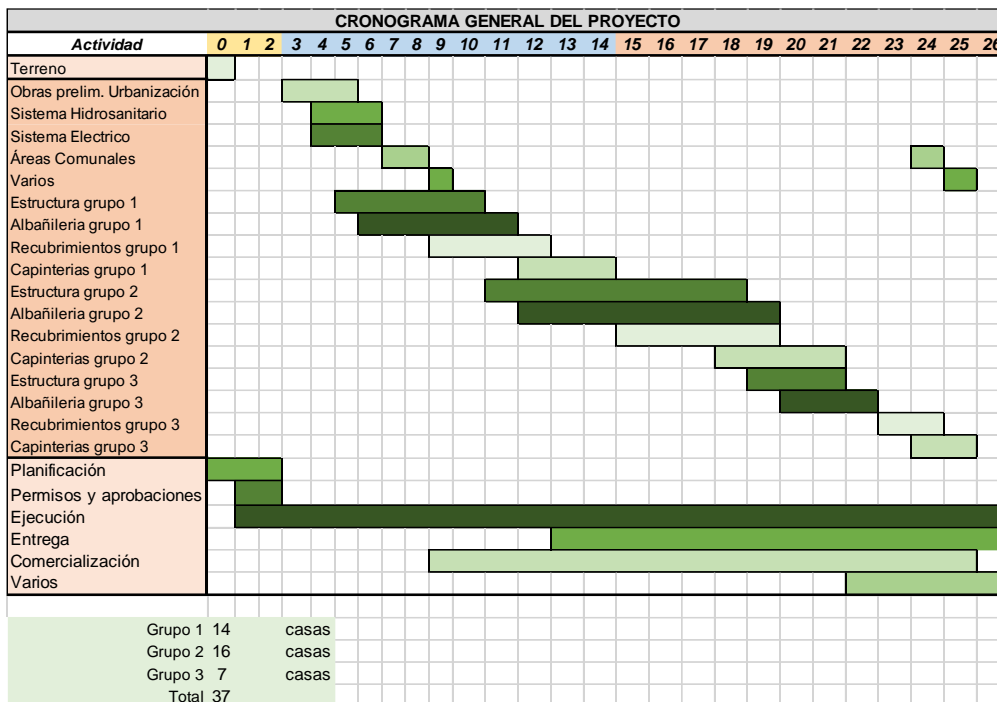 CRONOGRAMA GENERAL DEL PROYECTO
Actividad 0 1 2 3 4 5 6 7 8 9 10 11 12 13 14 15 16 17 18 19 20 21 22 23 24 25 26
Terreno
Obras prelim. Urbanización
Sistema Hidrosanitario
Sistema Electrico
Áreas Comunales
Varios
Estructura grupo 1
Albañileria grupo 1
Recubrimientos grupo 1
Capinterias grupo 1
Estructura grupo 2
Albañileria grupo 2
Recubrimientos grupo 2
Capinterias grupo 2
Estructura grupo 3
Albañileria grupo 3
Recubrimientos grupo 3
Capinterias grupo 3
Planificación
Permisos y aprobaciones
Ejecución
Entrega
Comercialización
Varios
Grupo 1 14 casas
Grupo 2 16 casas
Grupo 3 7 casas
Total 37